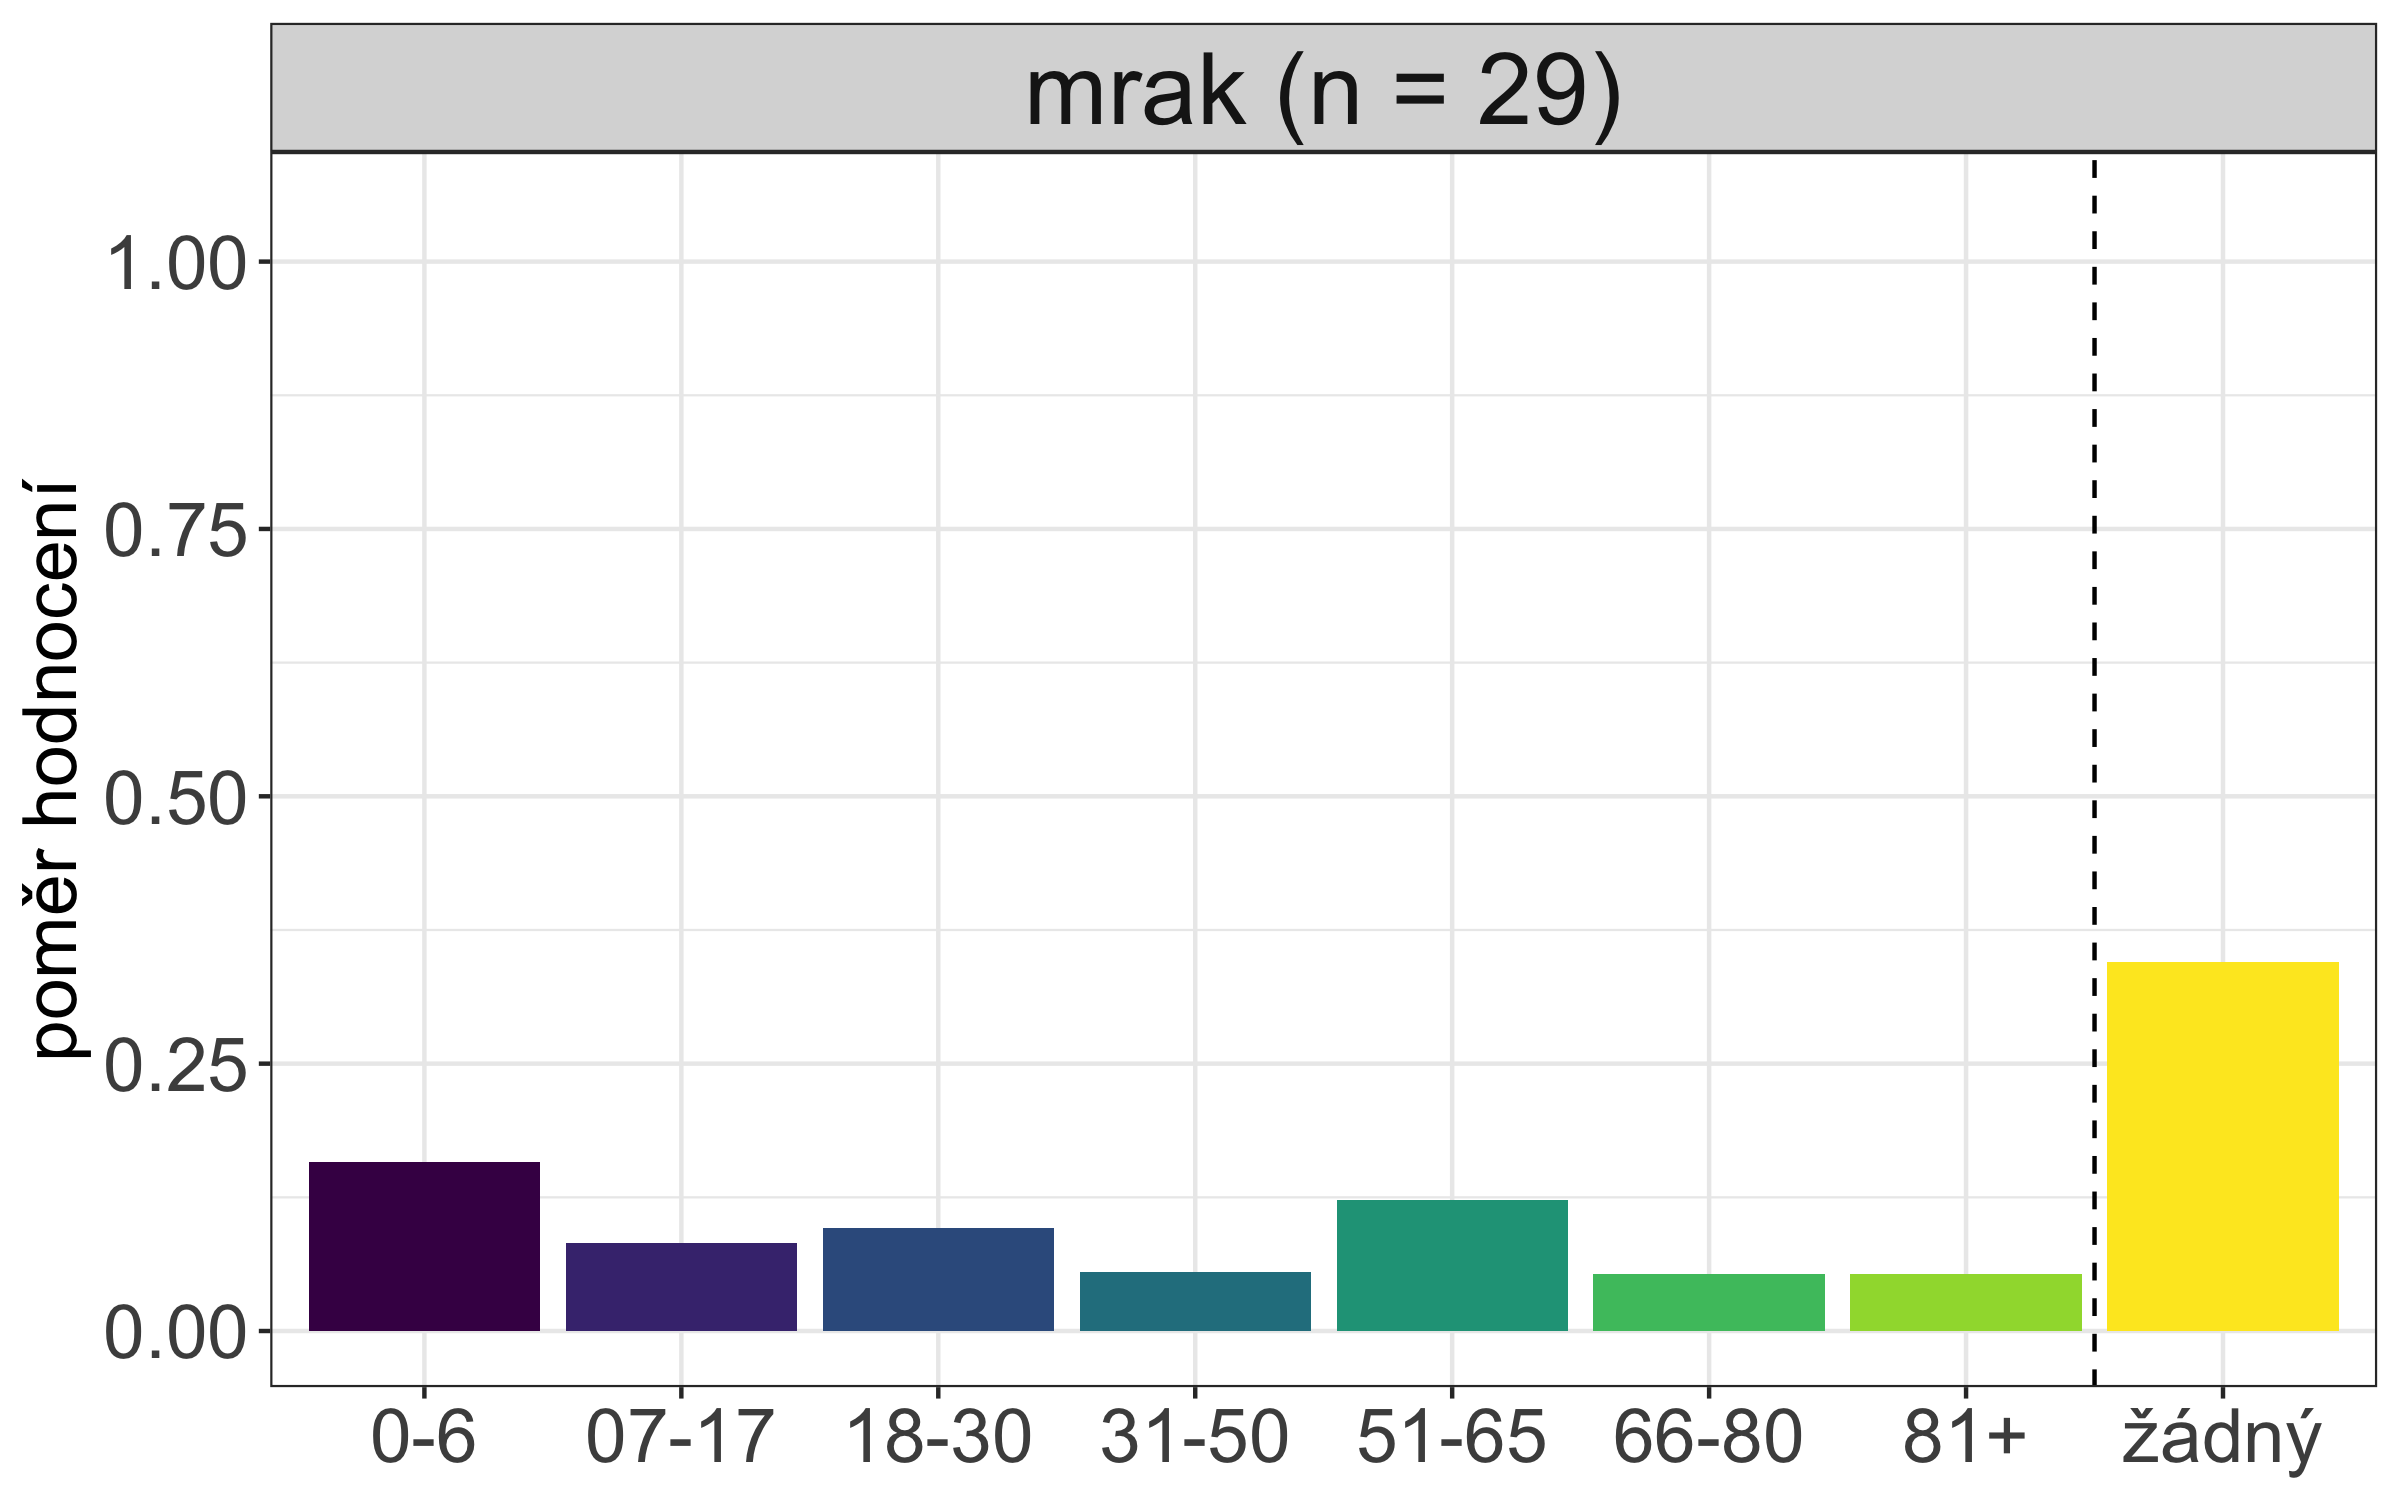 mrak (n = 29)
poměr hodnocení
1.00
0.75
0.50
0.25
0.00
0-6 07-17 18-30 31-50 51-65 66-80 81+ žádný